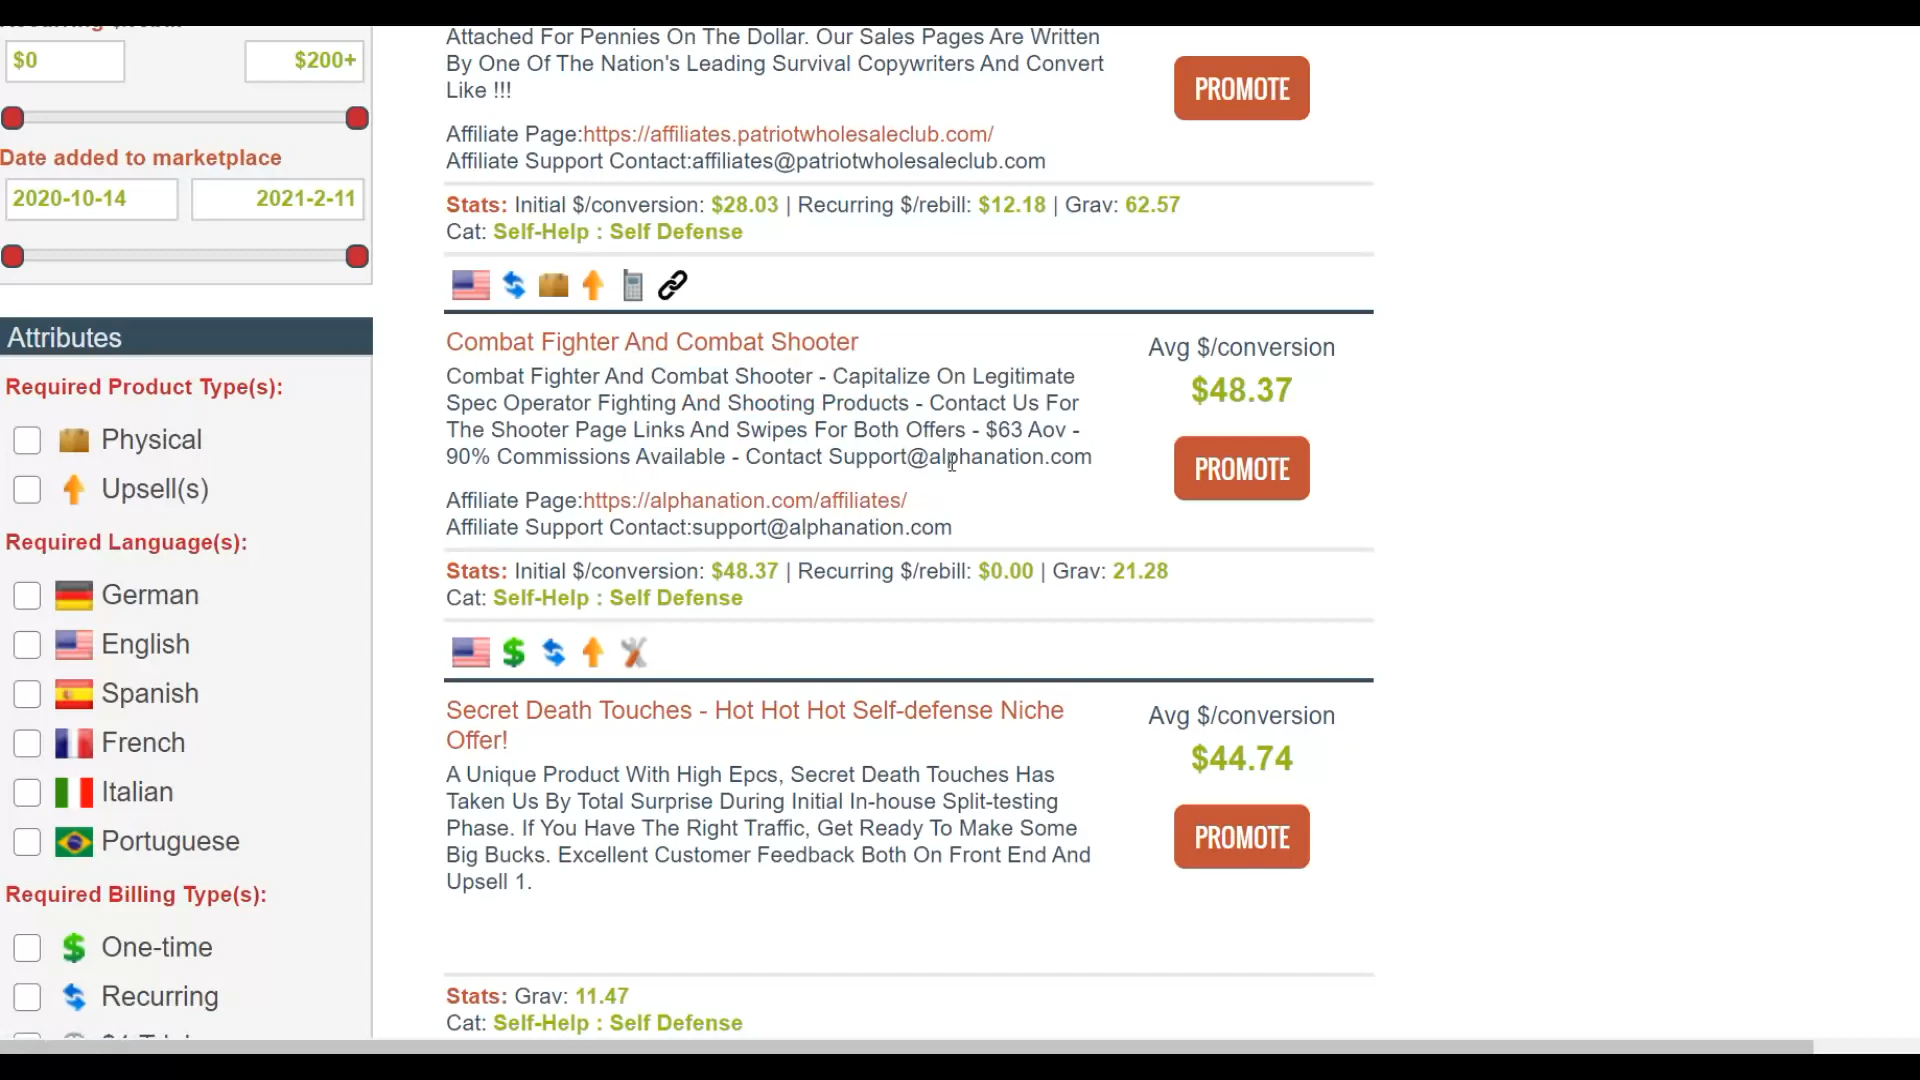 $0
$200+
Date added to marketplace
2020-10-14
2021-2-11
Attributes
Required Product Type(s):
Physical
Upsell(s)
Required Language(s):
German
English
Spanish
French
Italian
Portuguese
Required Billing Type(s):
One-time
Recurring
Attached For Pennies On The Dollar. Our Sales Pages Are Written
By One Of The Nation's Leading Survival Copywriters And Convert
Like !!!
PROMOTE
Affiliate Page:https://affiliates.patriotwholesaleclub.com/
Affiliate Support Contact:affiliates@patriotwholesaleclub.com
Stats: Initial $/conversion: $28.03 | Recurring $/rebill: $12.18 | Grav: 62.57
Cat: Self-Help : Self Defense
Combat Fighter And Combat Shooter
Combat Fighter And Combat Shooter - Capitalize On Legitimate
Spec Operator Fighting And Shooting Products - Contact Us For
The Shooter Page Links And Swipes For Both Offers - $63 Aov -
90% Commissions Available - Contact Support@alphanation.com
Avg $/conversion
$48.37
PROMOTE
Affiliate Page:https://alphanation.com/affiliates/
Affiliate Support Contact:support@alphanation.com
Stats: Initial $/conversion: $48.37 | Recurring $/rebill: $0.00 | Grav: 21.28
Cat: Self-Help : Self Defense
Secret Death Touches - Hot Hot Hot Self-defense Niche
Offer!
A Unique Product With High Epcs, Secret Death Touches Has
Taken Us By Total Surprise During Initial In-house Split-testing
Phase. If You Have The Right Traffic, Get Ready To Make Some
Big Bucks. Excellent Customer Feedback Both On Front End And
Upsell 1.
Avg $/conversion
$44.74
PROMOTE
Stats: Grav: 11.47
Cat: Self-Help : Self Defense